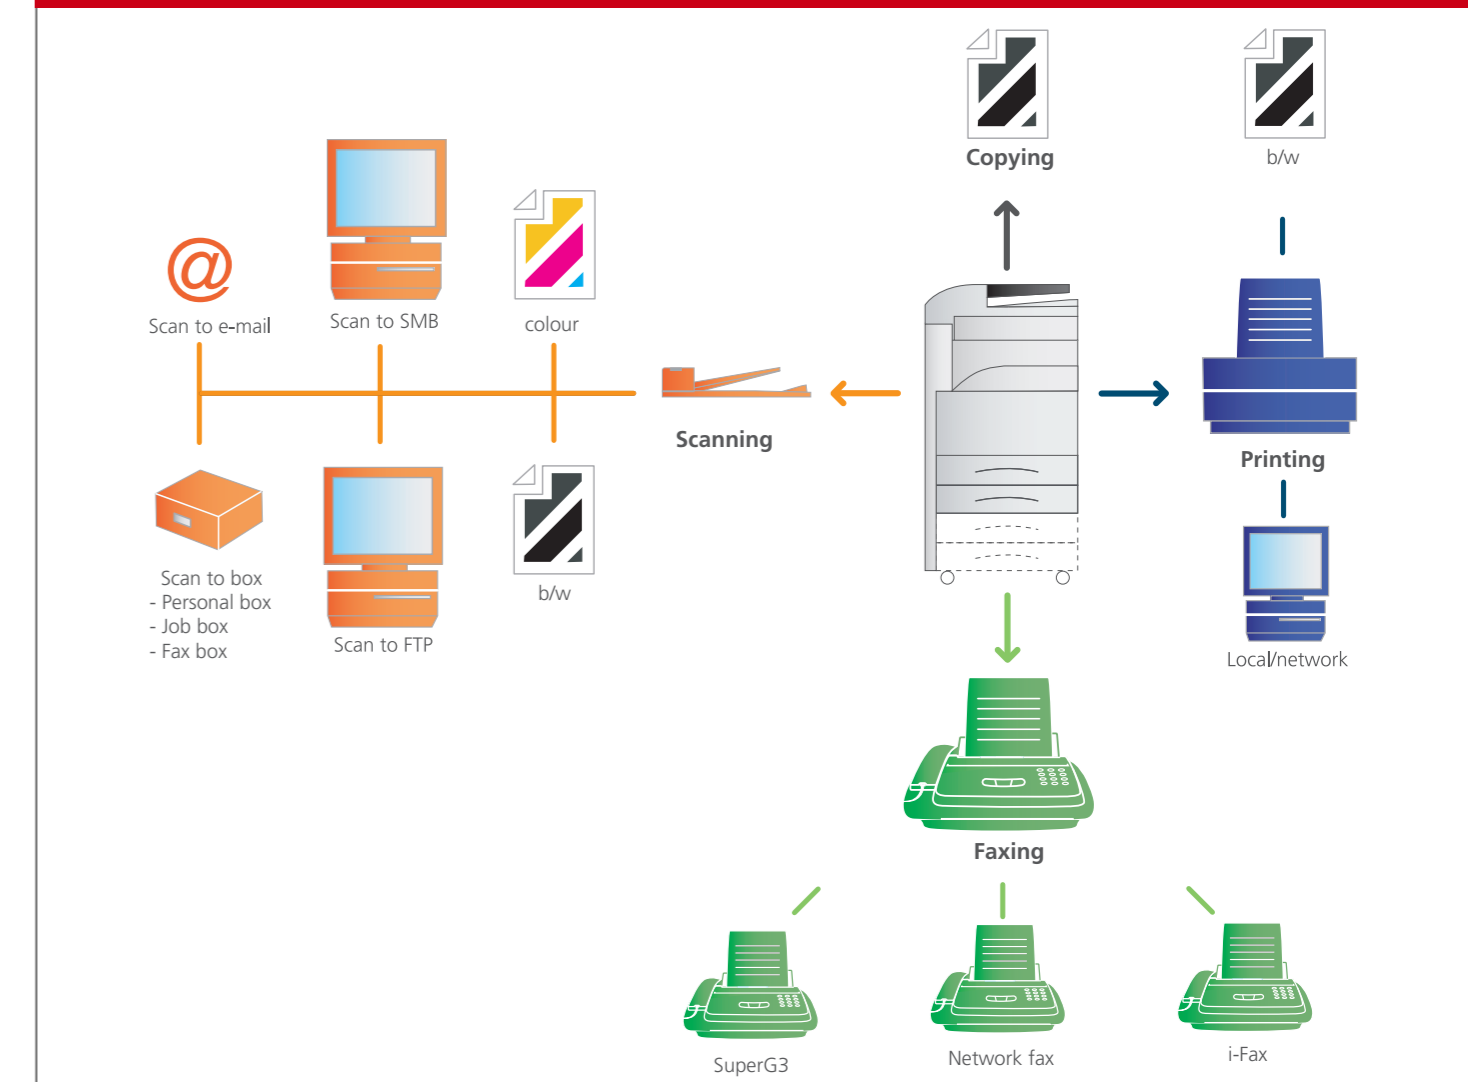 Copying
b/w
Scan to e-mail
Scan to SMB
colour
Scanning
Printing
Scan to box
- Personal box
- Job box
- Fax box
Scan to FTP
b/w
Local/network
Faxing
SuperG3
Network fax
i-Fax